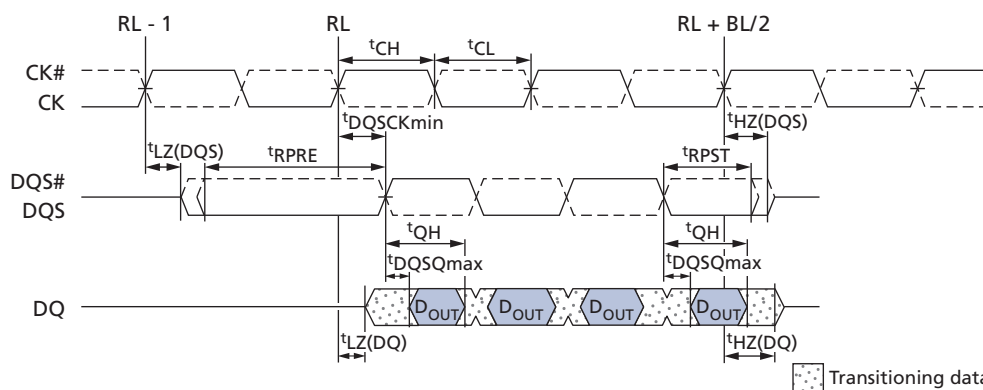 RL - 1 RL RL + BL/2
tCH tCL
CK#
CK
tDQSCKmin tHZ(DQS)
tLZ(DQS) tRPRE tRPST
DQS#
DQS
tQH tQH
tDQSQmax tDQSQmax
DQ DOUT DOUT DOUT DOUT
tLZ(DQ) tHZ(DQ)
Transitioning data